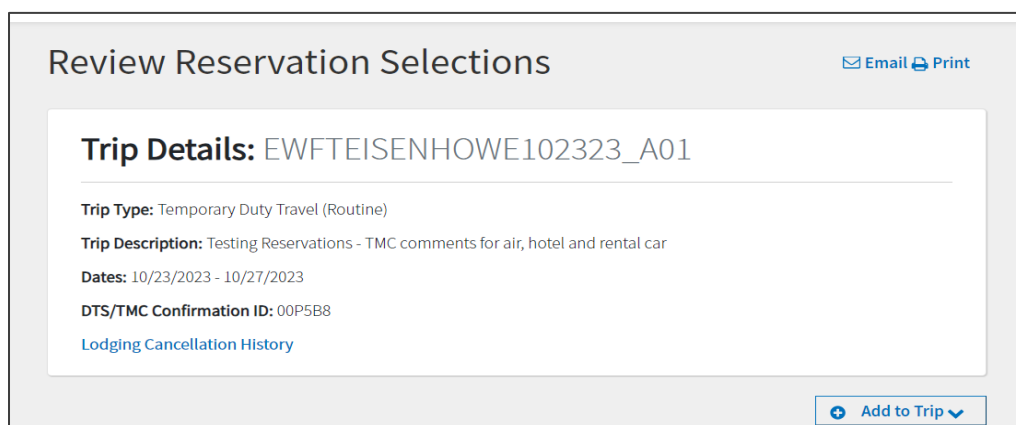 Review Reservation Selections
Email Print
Trip Details: EWFTEISENHOWE102323_A01
Trip Type: Temporary Duty Travel (Routine)
Trip Description: Testing Reservations - TMC comments for air, hotel and rental car
Dates: 10/23/2023 - 10/27/2023
DTS/TMC Confirmation ID: 00P5B8
Lodging Cancellation History
Add to Trip